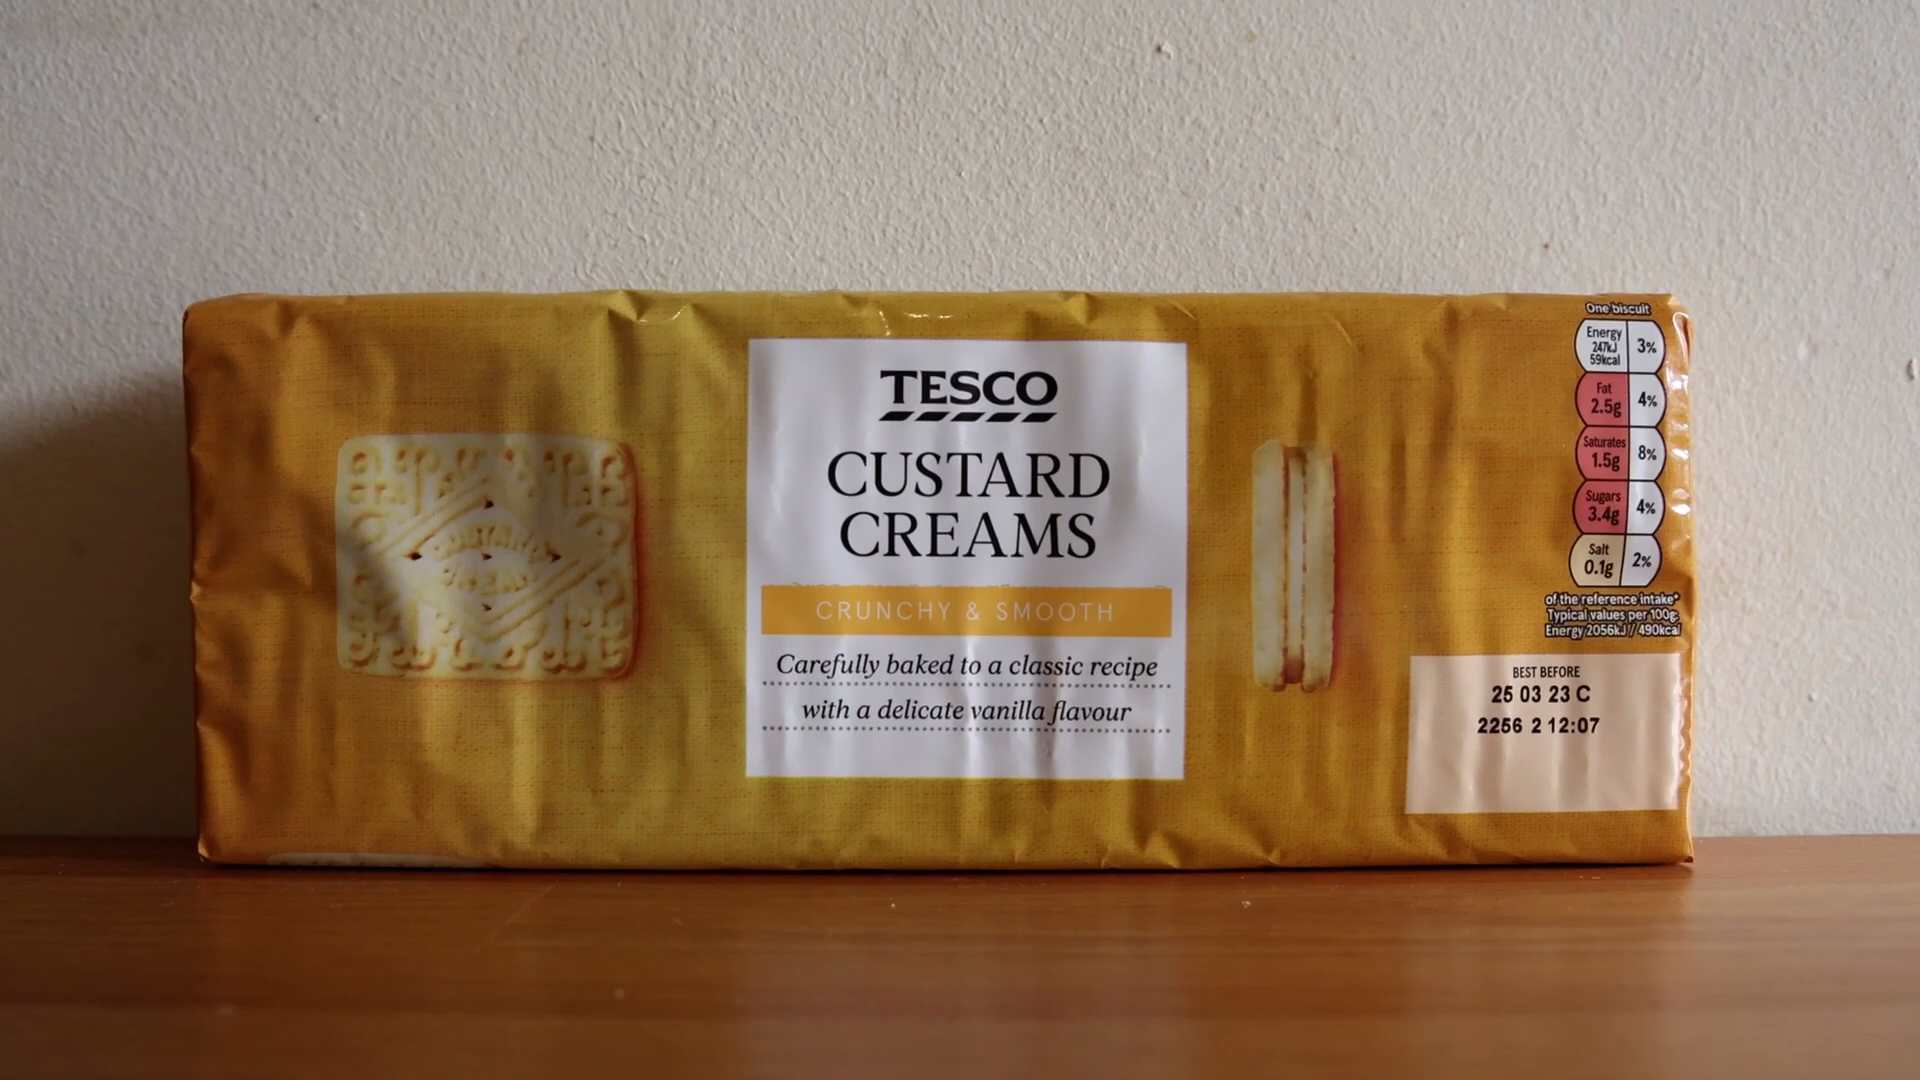 TESCO
CUSTARD
CREAMS
CRUNCHY & SMOOTH
Carefully baked to a classic recipe
with a delicate vanilla flavour
CUSTARD
CREAM
One biscuit
Energy
247kJ
59kcal
3%
Fat
2.5g
4%
Saturates
1.5g
8%
Sugars
3.4g
4%
Salt
0.1g
2%
of the reference intake*
Typical values per 100g:
Energy 2056kJ / 490kcal
BEST BEFORE
25 03 23 C
2256 2 12:07